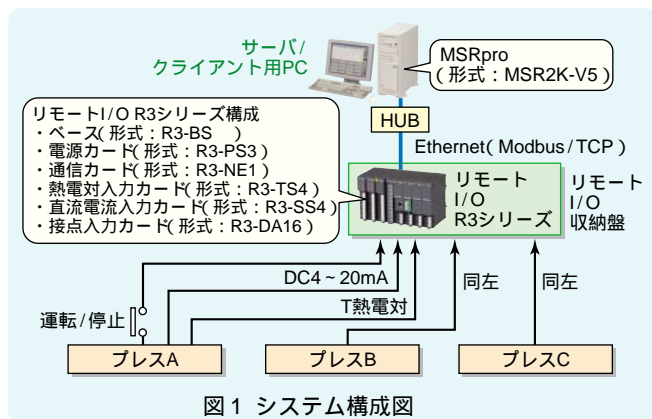 サーバ/
クライアント用PC
MSRpro
(形式：MSR2K-V5)
リモートI/O R3シリーズ構成
・ベース(形式：R3-BS　)
・電源カード(形式：R3-PS3)
・通信カード(形式：R3-NE1)
・熱電対入力カード(形式：R3-TS4)
・直流電流入力カード(形式：R3-SS4)
・接点入力カード(形式：R3-DA16)
HUB
Ethernet(Modbus/TCP)
リモート
I/O
R3シリーズ
リモート
I/O
収納盤
DC4～20mA
T熱電対
同左
同左
運転/停止
プレスA
プレスB
プレスC
図1 システム構成図